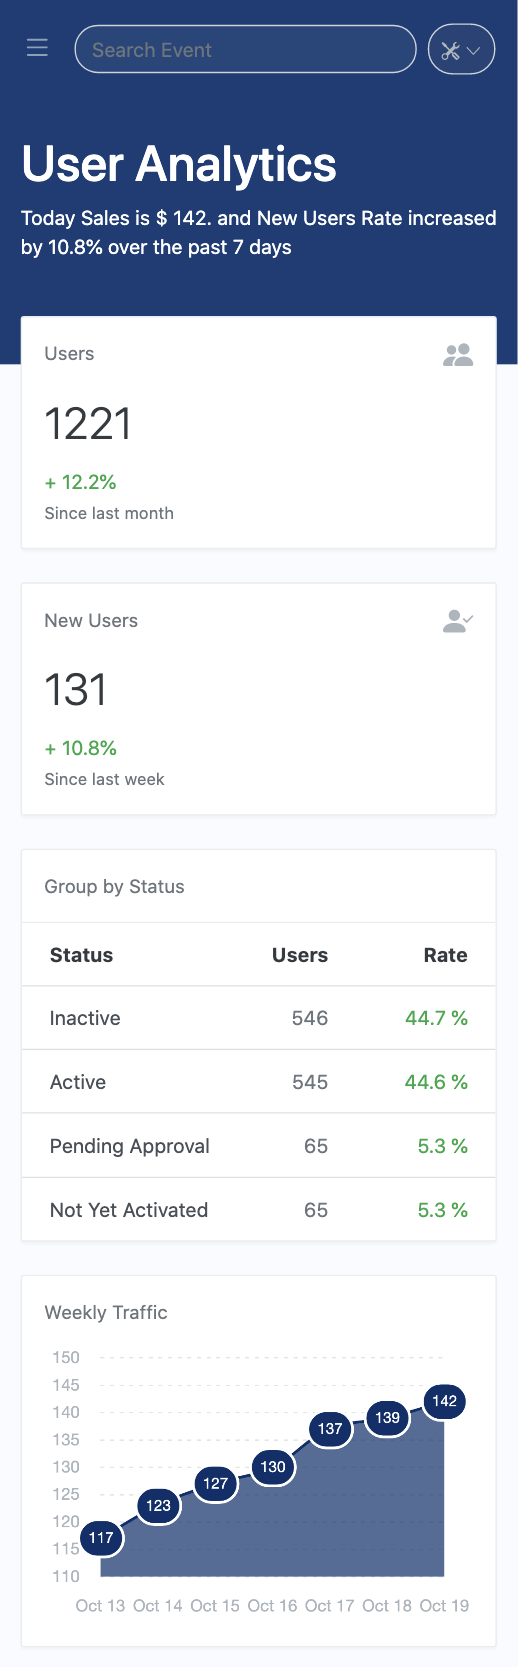 Search Event
User Analytics
Today Sales is $ 142. and New Users Rate increased
by 10.8% over the past 7 days
Users
1221
+ 12.2%
Since last month
New Users
131
+ 10.8%
Since last week
Group by Status
Status Users Rate
Inactive 546 44.7 %
Active 545 44.6 %
Pending Approval 65 5.3 %
Not Yet Activated 65 5.3 %
Weekly Traffic
150
145
140
135
130
125
120
115
110
117
123
127
130
137
139
142
Oct 13 Oct 14 Oct 15 Oct 16 Oct 17 Oct 18 Oct 19